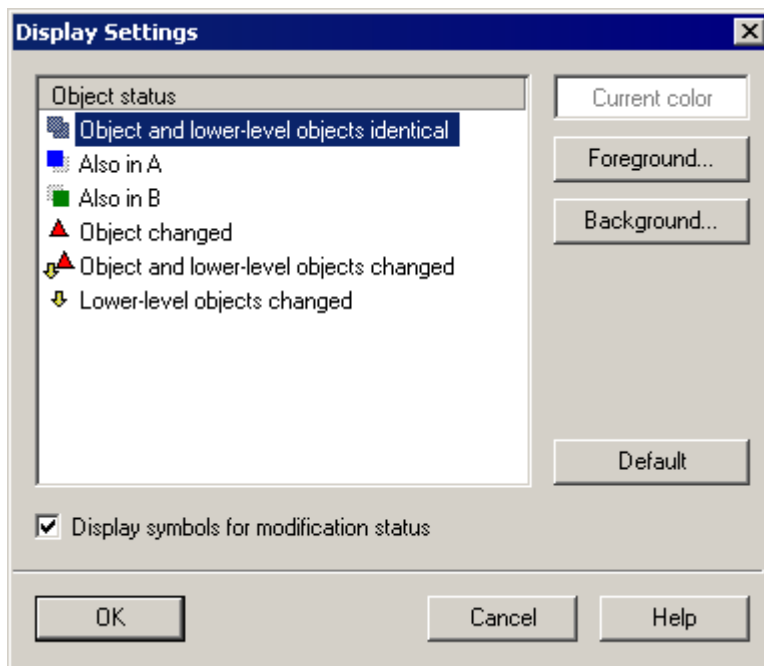 Display Settings
Object status
Object and lower-level objects identical
Also in A
Also in B
Object changed
Object and lower-level objects changed
Lower-level objects changed
Current color
Foreground...
Background...
Default
Display symbols for modification status
OK
Cancel
Help